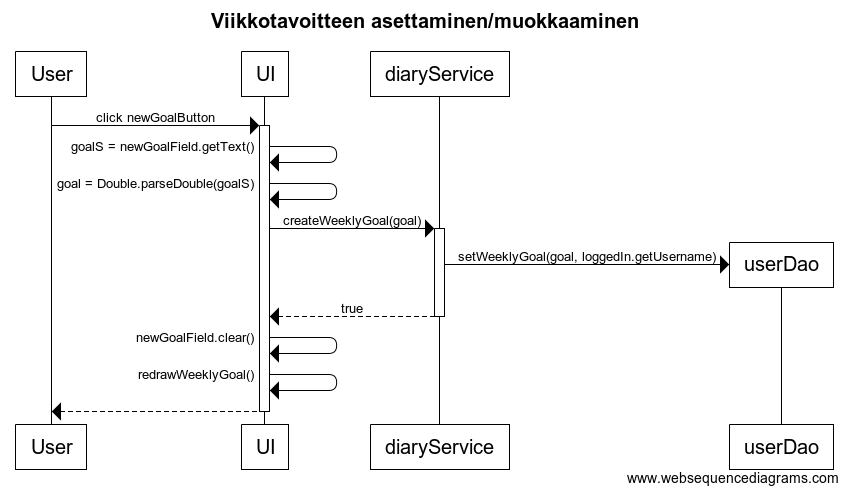 Viikkotavoitteen asettaminen/muokkaaminen
User
UI
diaryService
click newGoalButton
goalS = newGoalField.getText()
goal = Double.parseDouble(goalS)
createWeeklyGoal(goal)
setWeeklyGoal(goal, loggedIn.getUsername)
userDao
true
newGoalField.clear()
redrawWeeklyGoal()
User
UI
diaryService
userDao
www.websequencediagrams.com